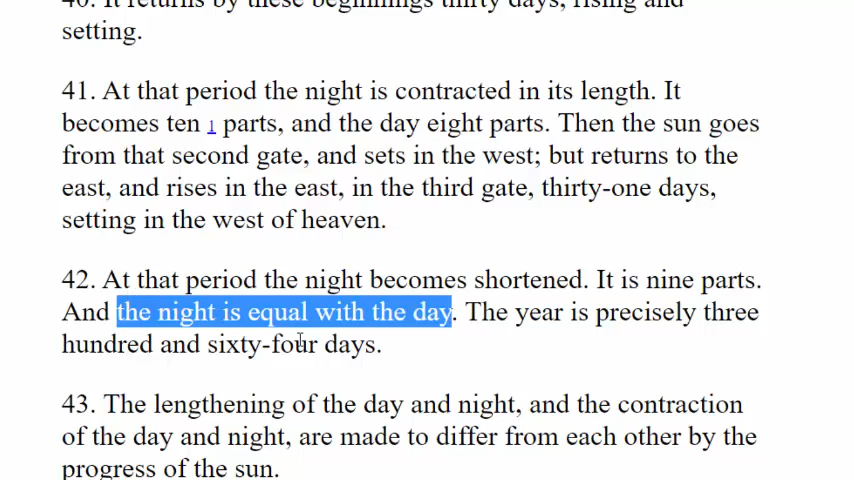 40. It returns by these beginnings thirty days, rising and
setting.
41. At that period the night is contracted in its length. It
becomes ten 1 parts, and the day eight parts. Then the sun goes
from that second gate, and sets in the west; but returns to the
east, and rises in the east, in the third gate, thirty-one days,
setting in the west of heaven.
42. At that period the night becomes shortened. It is nine parts.
And the night is equal with the day. The year is precisely three
hundred and sixty-four days.
43. The lengthening of the day and night, and the contraction
of the day and night, are made to differ from each other by the
progress of the sun.